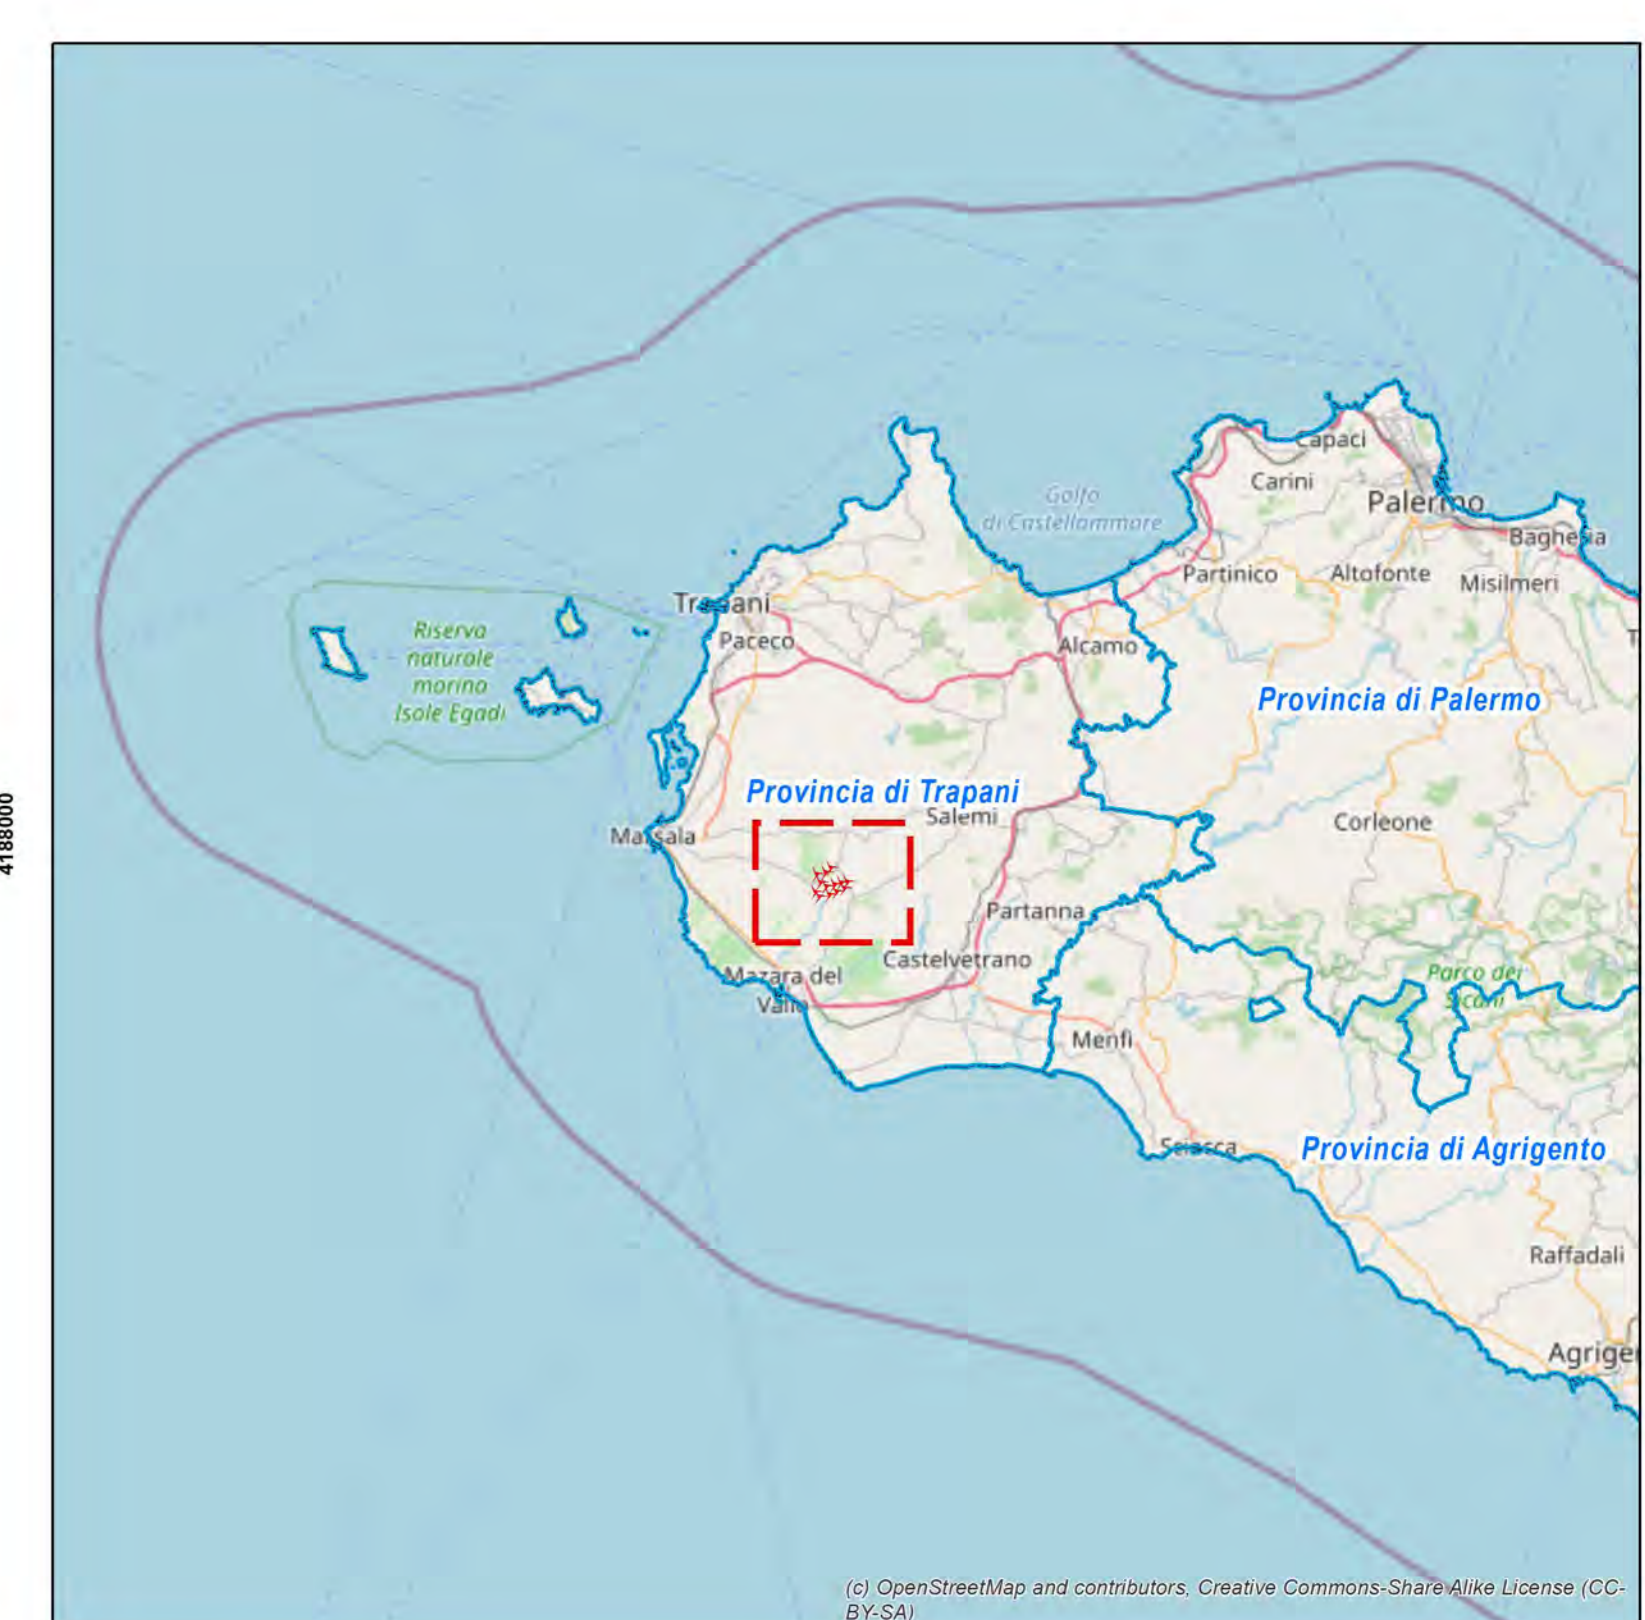 Capaci
Carini
Golfo
di Castellammare
Palermo
Bagheria
Partinico
Altofonte
Misilmeri
Trapani
Riserva
naturale
marina
Isole Egadi
Paceco
Alcamo
T
Provincia di Palermo
Provincia di Trapani
Salemi
Corleone
Marsala
4188000
Partanna
Castelvetrano
Mazara del
Vallo
Parco dei
Sicani
Menfi
Sciacca
Provincia di Agrigento
Raffadali
Agrige
(c) OpenStreetMap and contributors, Creative Commons-Share Alike License (CC-
BY-SA)